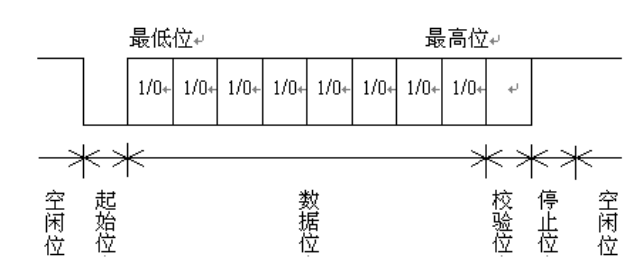 最低位↵
最高位↵
1/0↵ 1/0↵ 1/0↵ 1/0↵ 1/0↵ 1/0↵ 1/0↵ 1/0↵ ↵
空闲位
起始位
数据位
校验位
停止位
空闲位